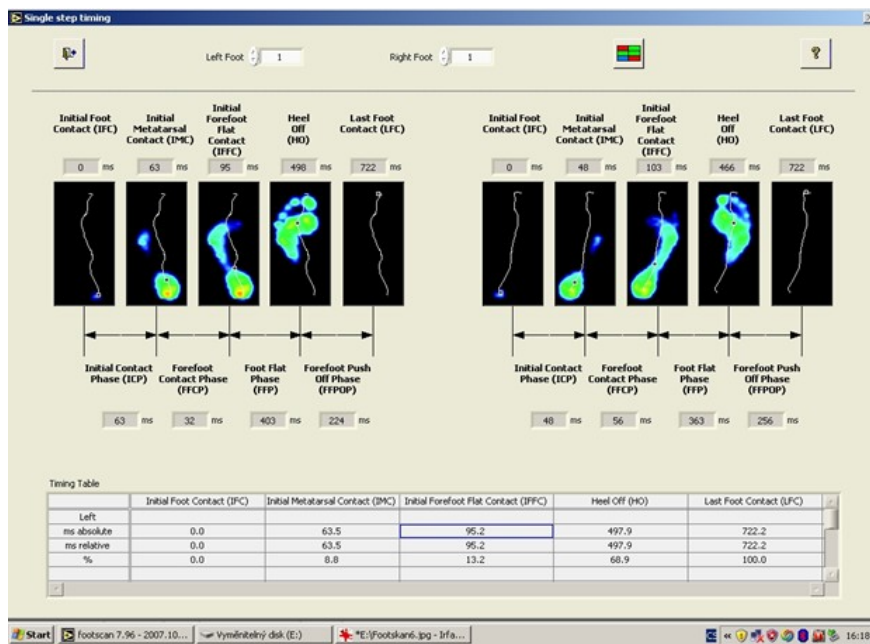 Single step timing
Left Foot 1 Right Foot 1
?
Initial Foot Contact (IFC)
Initial Metatarsal Contact (IMC)
Initial Forefoot Flat Contact (IFFC)
Heel Off (HO)
Last Foot Contact (LFC)
0 ms 63 ms 95 ms 498 ms 722 ms
Initial Contact Phase (ICP)
Forefoot Contact Phase (FFCP)
Foot Flat Phase (FFP)
Forefoot Push Off Phase (FFPOP)
63 ms 32 ms 403 ms 224 ms
Initial Foot Contact (IFC)
Initial Metatarsal Contact (IMC)
Initial Forefoot Flat Contact (IFFC)
Heel Off (HO)
Last Foot Contact (LFC)
0 ms 48 ms 103 ms 466 ms 722 ms
Initial Contact Phase (ICP)
Forefoot Contact Phase (FFCP)
Foot Flat Phase (FFP)
Forefoot Push Off Phase (FFPOP)
48 ms 56 ms 363 ms 256 ms
Timing Table
Initial Foot Contact (IFC) Initial Metatarsal Contact (IMC) Initial Forefoot Flat Contact (IFFC) Heel Off (HO) Last Foot Contact (LFC)
Left
ms absolute 0.0 63.5 95.2 497.9 722.2
ms relative 0.0 63.5 95.2 497.9 722.2
% 0.0 8.8 13.2 68.9 100.0
Start footscan 7.96 - 2007.10... Vyměnitelný disk (E:) *E:\Footskan6.jpg - Irfa... 16:18